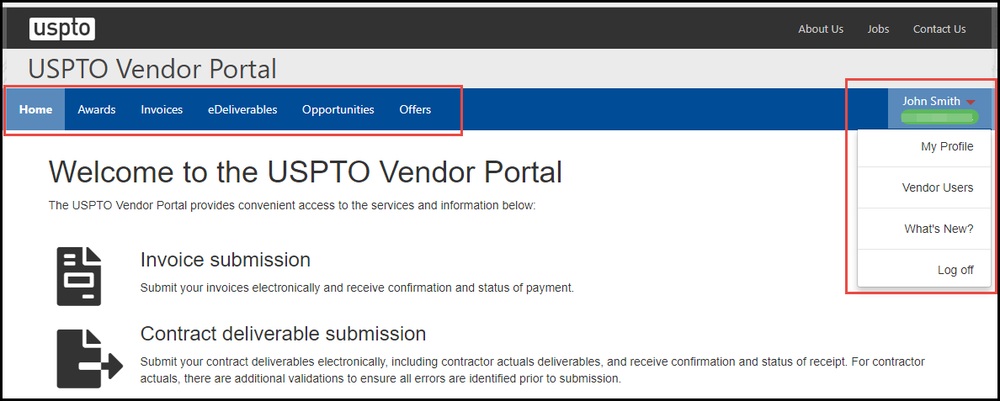 uspto
About Us Jobs Contact Us
USPTO Vendor Portal
Home Awards Invoices eDeliverables Opportunities Offers
John Smith
My Profile
Vendor Users
What's New?
Log off
Welcome to the USPTO Vendor Portal
The USPTO Vendor Portal provides convenient access to the services and information below:
Invoice submission
Submit your invoices electronically and receive confirmation and status of payment.
Contract deliverable submission
Submit your contract deliverables electronically, including contractor actuals deliverables, and receive confirmation and status of receipt. For contractor
actuals, there are additional validations to ensure all errors are identified prior to submission.